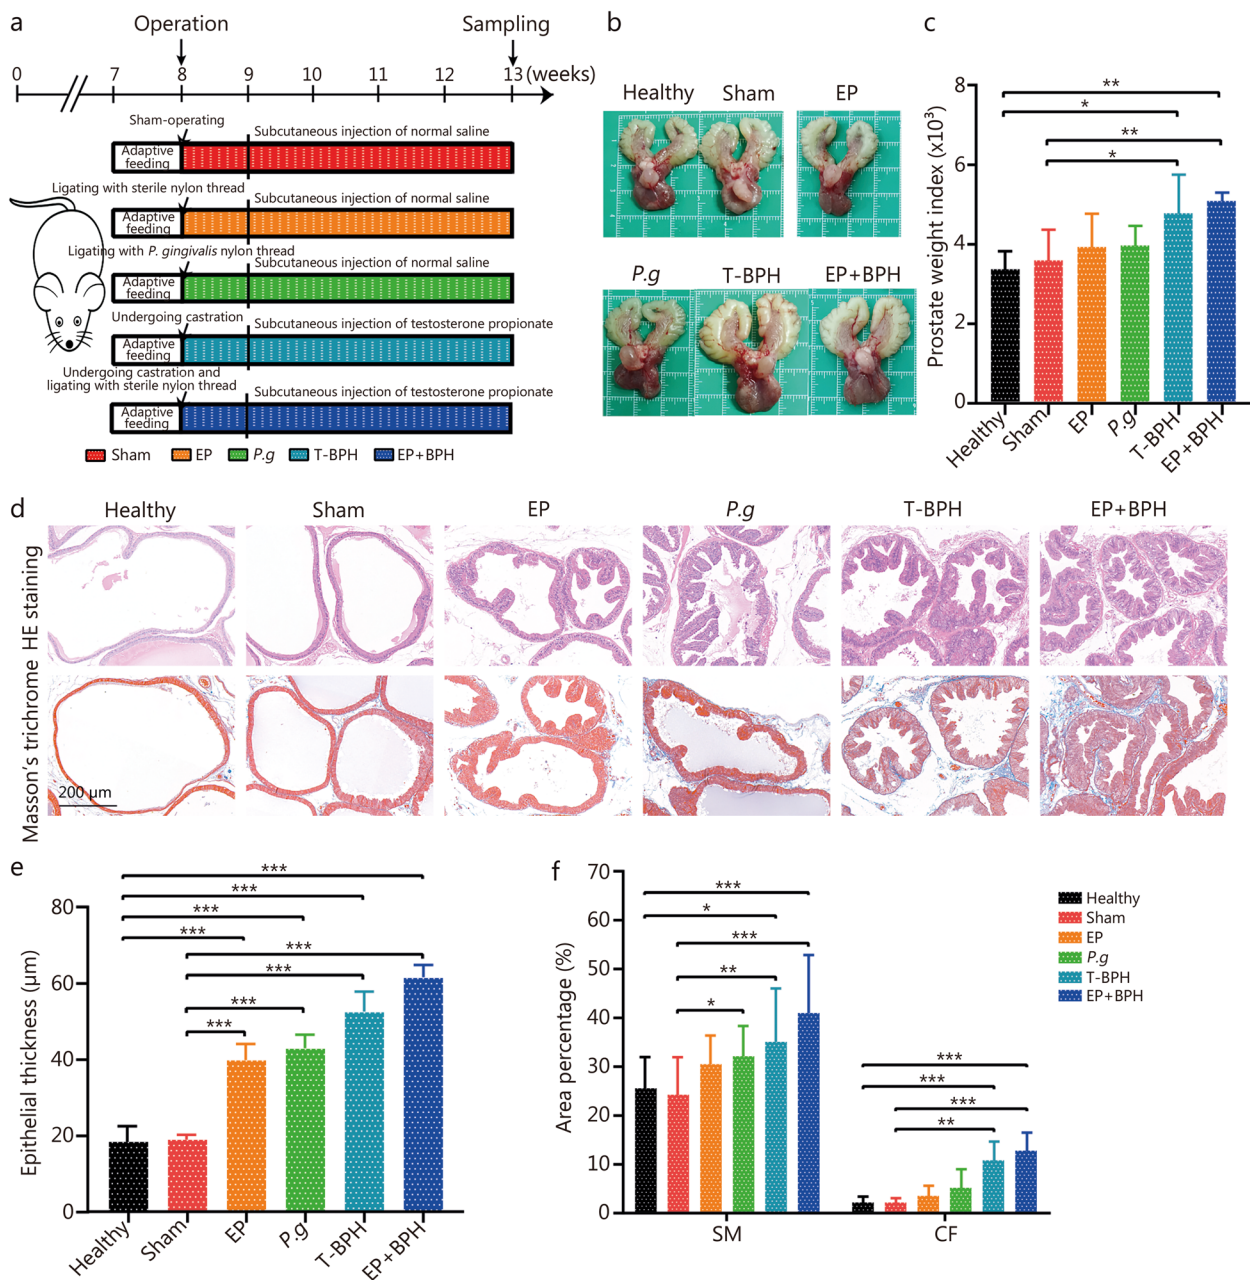 a
Operation
Sampling
0
7
8
9
10
11
12
13
(weeks)
Sham-operating
Subcutaneous injection of normal saline
Adaptive
feeding
Ligating with sterile nylon thread
Subcutaneous injection of normal saline
Adaptive
feeding
Ligating with P. gingivalis nylon thread
Subcutaneous injection of normal saline
Adaptive
feeding
Undergoing castration
Subcutaneous injection of testosterone propionate
Adaptive
feeding
Undergoing castration and
ligating with sterile nylon thread
Subcutaneous injection of testosterone propionate
Adaptive
feeding
Sham
EP
P.g
T-BPH
EP+BPH
b
Healthy
Sham
EP
P.g
T-BPH
EP+BPH
c
Prostate weight index (x10³)
8
6
4
2
0
**
*
**
*
Healthy
Sham
EP
P.g
T-BPH
EP+BPH
d
Healthy
Sham
EP
P.g
T-BPH
EP+BPH
HE staining
Masson's trichrome
200 μm
e
Epithelial thickness (μm)
80
60
40
20
0
***
***
***
***
***
***
***
***
Healthy
Sham
EP
P.g
T-BPH
EP+BPH
f
Area percentage (%)
70
60
50
40
30
20
10
0
***
*
***
**
*
***
***
***
**
SM
CF
Healthy
Sham
EP
P.g
T-BPH
EP+BPH